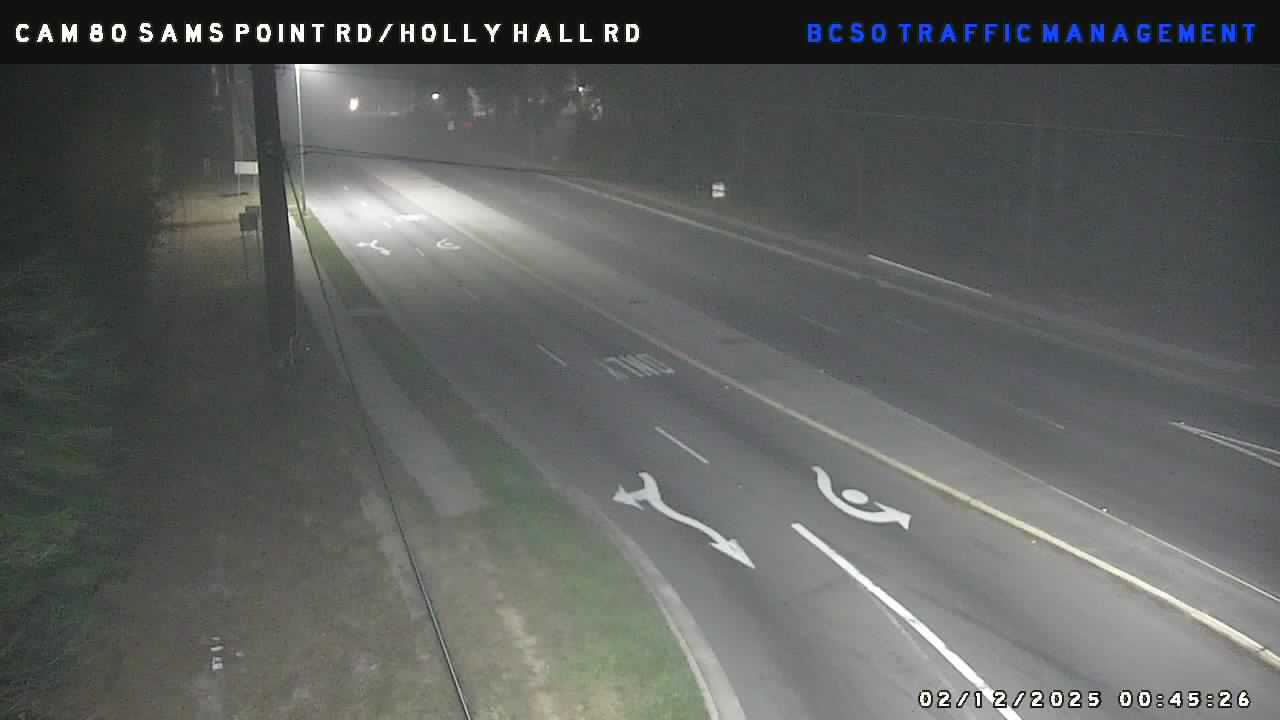 CAM 80 SAMS POINT RD/HOLLY HALL RD
BCSO TRAFFIC MANAGEMENT
ONLY
02/12/2025 00:45:26